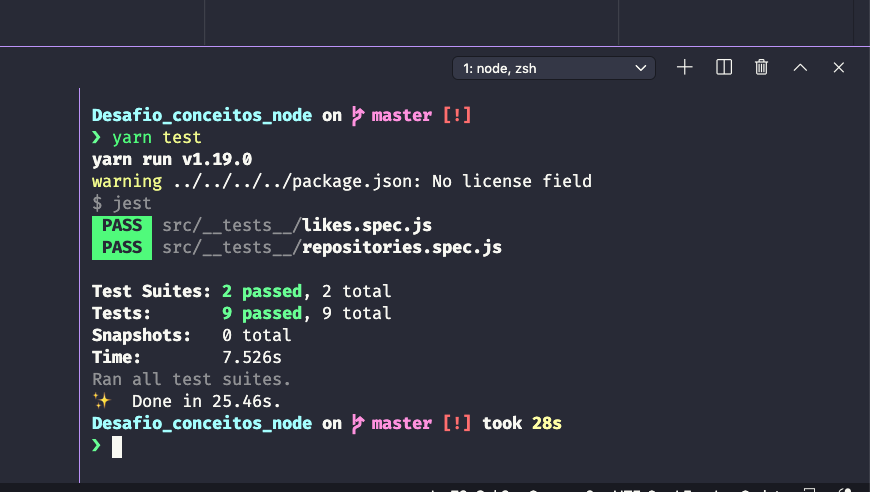 1: node, zsh
Desafio_conceitos_node on master [!]
❯ yarn test
yarn run v1.19.0
warning ../../../../package.json: No license field
$ jest
PASS src/__tests__/likes.spec.js
PASS src/__tests__/repositories.spec.js
Test Suites: 2 passed, 2 total
Tests: 9 passed, 9 total
Snapshots: 0 total
Time: 7.526s
Ran all test suites.
✨ Done in 25.46s.
Desafio_conceitos_node on master [!] took 28s
❯